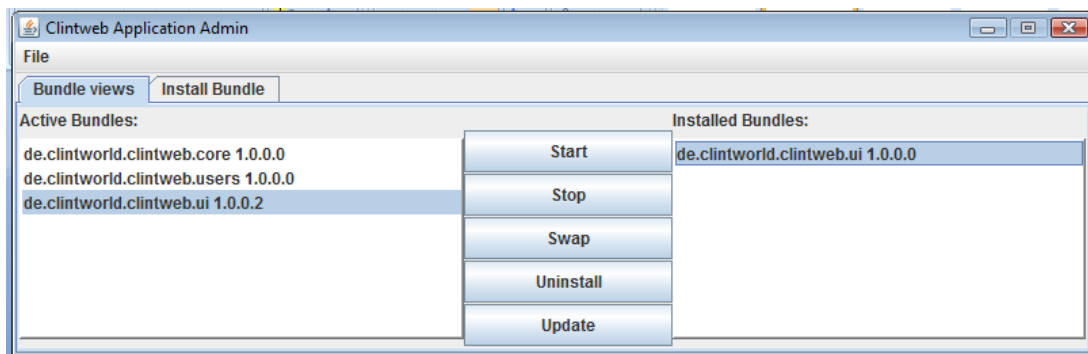 Clintweb Application Admin
File
Bundle views
Install Bundle
Active Bundles:
de.clintworld.clintweb.core 1.0.0.0
de.clintworld.clintweb.users 1.0.0.0
de.clintworld.clintweb.ui 1.0.0.2
Start
Stop
Swap
Uninstall
Update
Installed Bundles:
de.clintworld.clintweb.ui 1.0.0.0